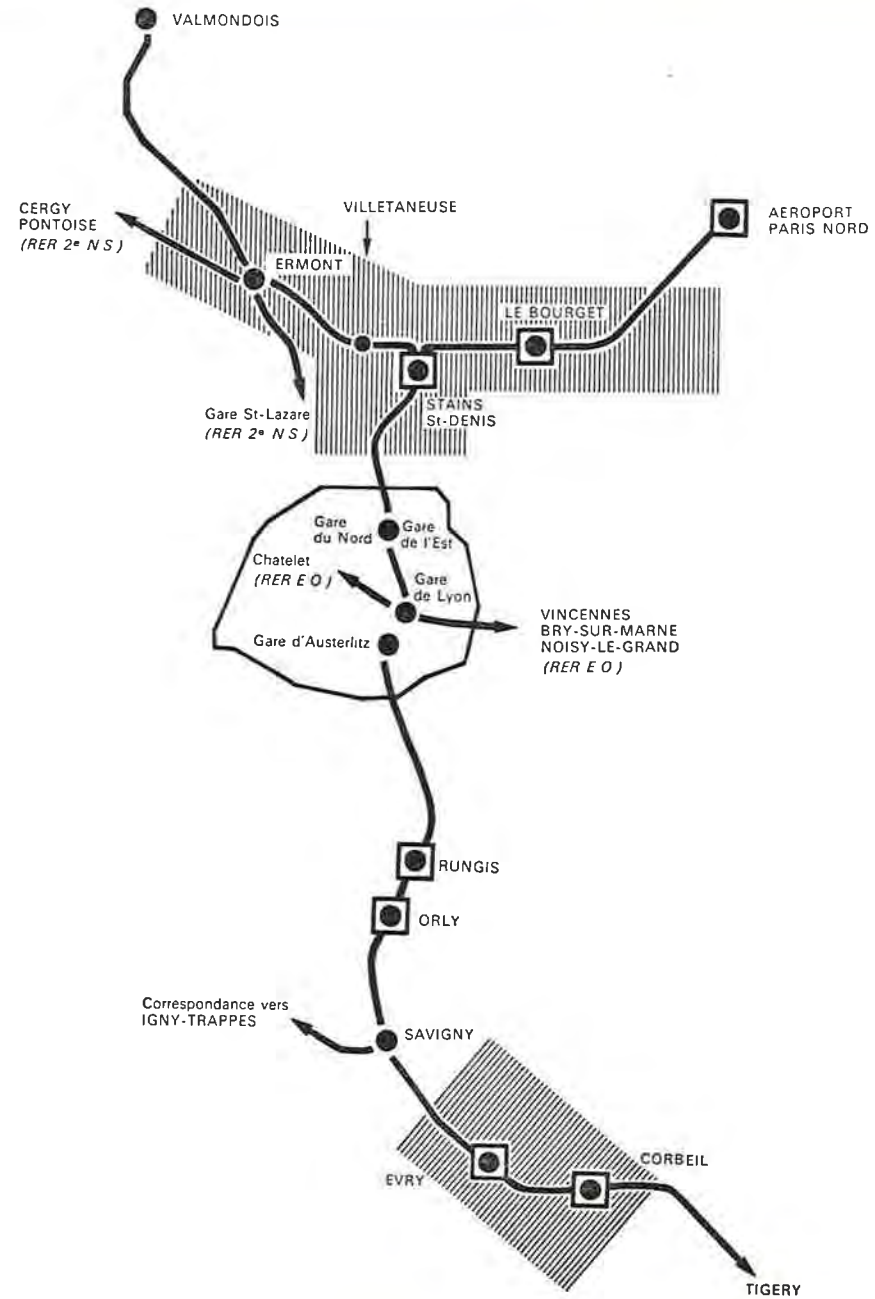 VALMONDOIS
CERGY
PONTOISE
(RER 2e N S)
VILLETANEUSE
AEROPORT
PARIS NORD
ERMONT
LE BOURGET
Gare St-Lazare
(RER 2e N S)
STAINS
St-DENIS
Gare
du Nord
Gare
de l'Est
Chatelet
(RER E O)
Gare
de Lyon
VINCENNES
BRY-SUR-MARNE
NOISY-LE-GRAND
(RER E O)
Gare d'Austerlitz
RUNGIS
ORLY
Correspondance vers
IGNY-TRAPPES
SAVIGNY
EVRY
CORBEIL
TIGERY